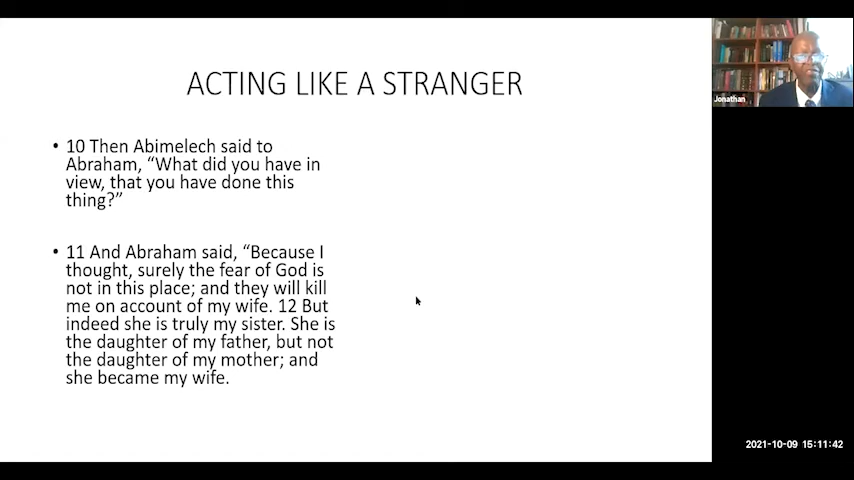 ACTING LIKE A STRANGER
• 10 Then Abimelech said to
Abraham, “What did you have in
view, that you have done this
thing?”
• 11 And Abraham said, “Because I
thought, surely the fear of God is
not in this place; and they will kill
me on account of my wife. 12 But
indeed she is truly my sister. She is
the daughter of my father, but not
the daughter of my mother; and
she became my wife.
Jonathan
2021-10-09 15:11:42